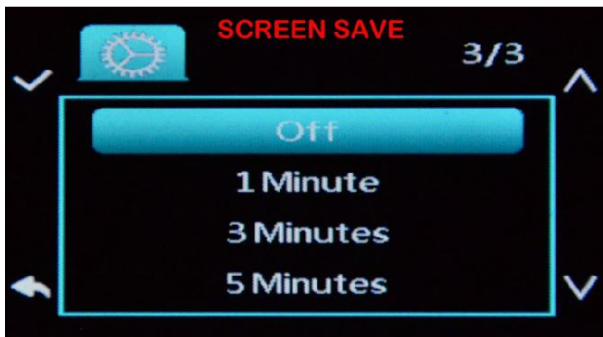 SCREEN SAVE
3/3
Off
1 Minute
3 Minutes
5 Minutes